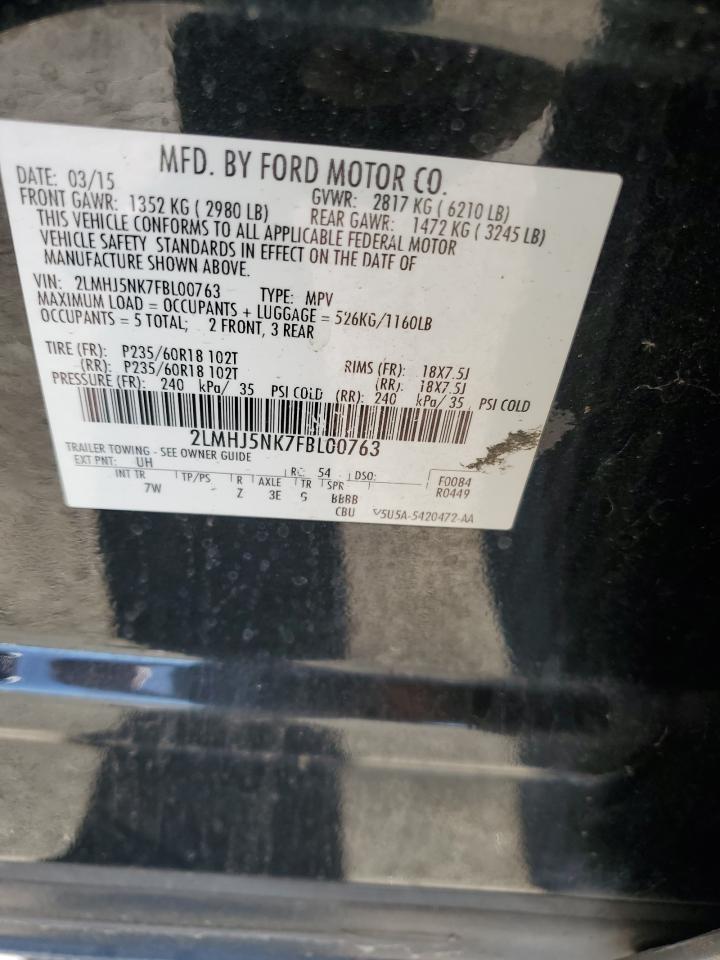 MFD. BY FORD MOTOR CO.
DATE: 03/15 GVWR: 2817 KG ( 6210 LB)
FRONT GAWR: 1352 KG ( 2980 LB) REAR GAWR: 1472 KG ( 3245 LB)
THIS VEHICLE CONFORMS TO ALL APPLICABLE FEDERAL MOTOR
VEHICLE SAFETY STANDARDS IN EFFECT ON THE DATE OF
MANUFACTURE SHOWN ABOVE.
VIN: 2LMHJ5NK7FBL00763 TYPE: MPV
MAXIMUM LOAD = OCCUPANTS + LUGGAGE = 526KG/1160LB
OCCUPANTS = 5 TOTAL; 2 FRONT, 3 REAR
TIRE (FR): P235/60R18 102T RIMS (FR): 18X7.5J
(RR): P235/60R18 102T (RR): 18X7.5J
PRESSURE (FR): 240 kPa/ 35 PSI COLD (RR): 240 kPa/ 35 PSI COLD
2LMHJ5NK7FBL00763
TRAILER TOWING - SEE OWNER GUIDE
EXT PNT: UH RC: 54 DSO: F0084
INT TR TP/PS R AXLE TR SPR R0449
7W Z 3E BBBB
CBU 5U5A-5420472-AA